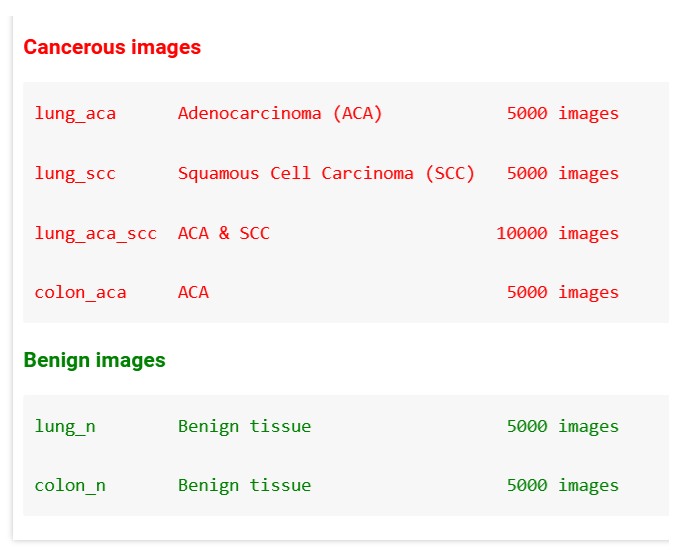 Cancerous images
lung_aca Adenocarcinoma (ACA) 5000 images
lung_scc Squamous Cell Carcinoma (SCC) 5000 images
lung_aca_scc ACA & SCC 10000 images
colon_aca ACA 5000 images
Benign images
lung_n Benign tissue 5000 images
colon_n Benign tissue 5000 images